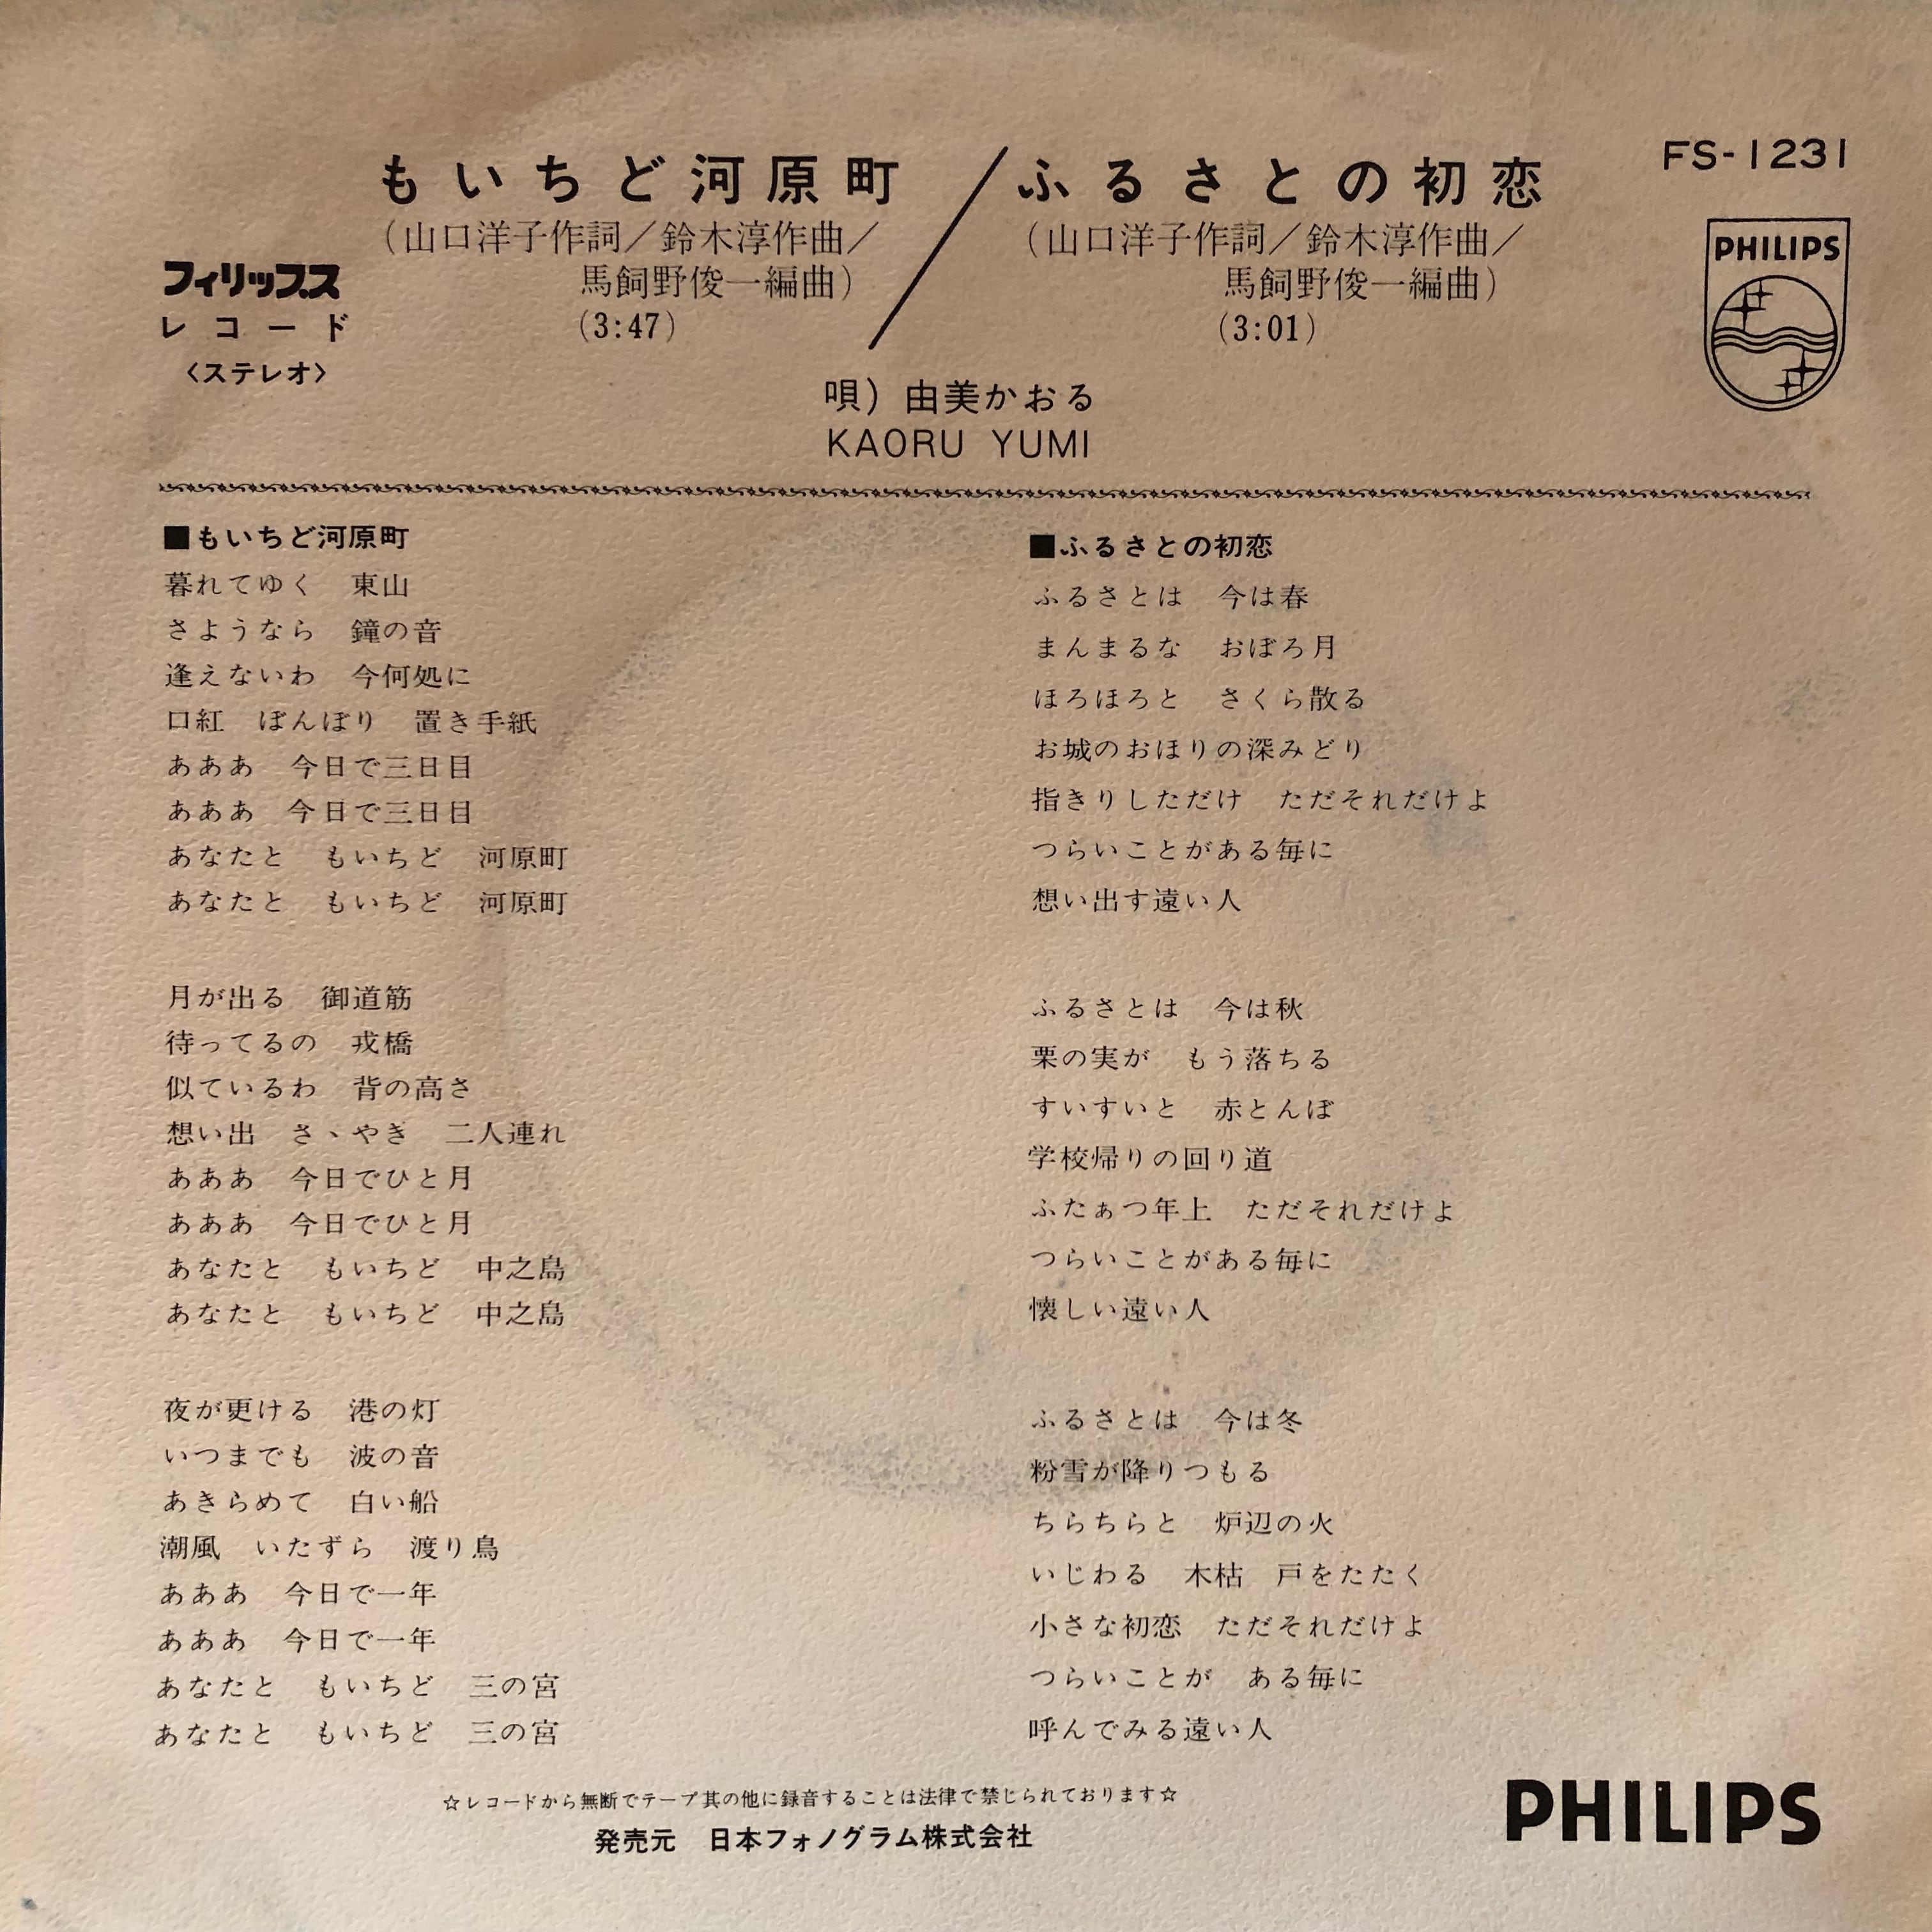 もいちど河原町／ふるさとの初恋
FS-1231
（山口洋子作詞／鈴木淳作曲／
馬飼野俊一編曲）
(3:47)
（山口洋子作詞／鈴木淳作曲／
馬飼野俊一編曲）
(3:01)
フィリップス
レコード
〈ステレオ〉
PHILIPS
唄）由美かおる
KAORU YUMI
■もいちど河原町
暮れてゆく　東山
さようなら　鐘の音
逢えないわ　今何処に
口紅　ぼんぼり　置き手紙
あああ　今日で三日目
あああ　今日で三日目
あなたと　もいちど　河原町
あなたと　もいちど　河原町
月が出る　御道筋
待ってるの　戎橋
似ているわ　背の高さ
想い出　さゝやき　二人連れ
あああ　今日でひと月
あああ　今日でひと月
あなたと　もいちど　中之島
あなたと　もいちど　中之島
夜が更ける　港の灯
いつまでも　波の音
あきらめて　白い船
潮風　いたずら　渡り鳥
あああ　今日で一年
あああ　今日で一年
あなたと　もいちど　三の宮
あなたと　もいちど　三の宮
■ふるさとの初恋
ふるさとは　今は春
まんまるな　おぼろ月
ほろほろと　さくら散る
お城のおほりの深みどり
指きりしただけ　ただそれだけよ
つらいことがある毎に
想い出す遠い人
ふるさとは　今は秋
栗の実が　もう落ちる
すいすいと　赤とんぼ
学校帰りの回り道
ふたぁつ年上　ただそれだけよ
つらいことがある毎に
懐しい遠い人
ふるさとは　今は冬
粉雪が降りつもる
ちらちらと　炉辺の火
いじわる　木枯　戸をたたく
小さな初恋　ただそれだけよ
つらいことが　ある毎に
呼んでみる遠い人
☆レコードから無断でテープ其の他に録音することは法律で禁じられております☆
発売元　日本フォノグラム株式会社
PHILIPS